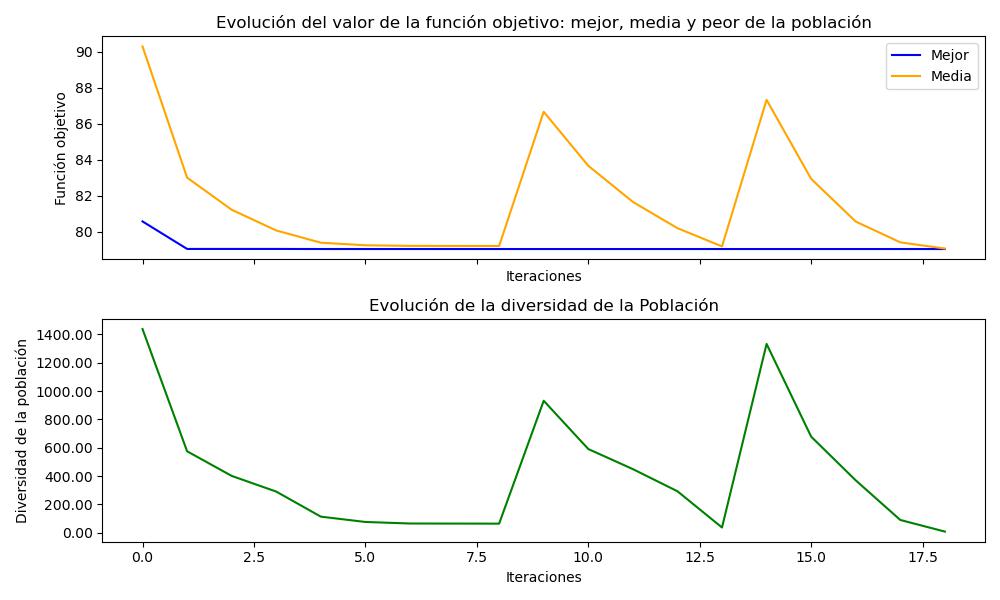 Evolución del valor de la función objetivo: mejor, media y peor de la población
Función objetivo
90
88
86
84
82
80
Mejor
Media
Iteraciones
Evolución de la diversidad de la Población
Diversidad de la población
1400.00
1200.00
1000.00
800.00
600.00
400.00
200.00
0.00
0.0 2.5 5.0 7.5 10.0 12.5 15.0 17.5
Iteraciones